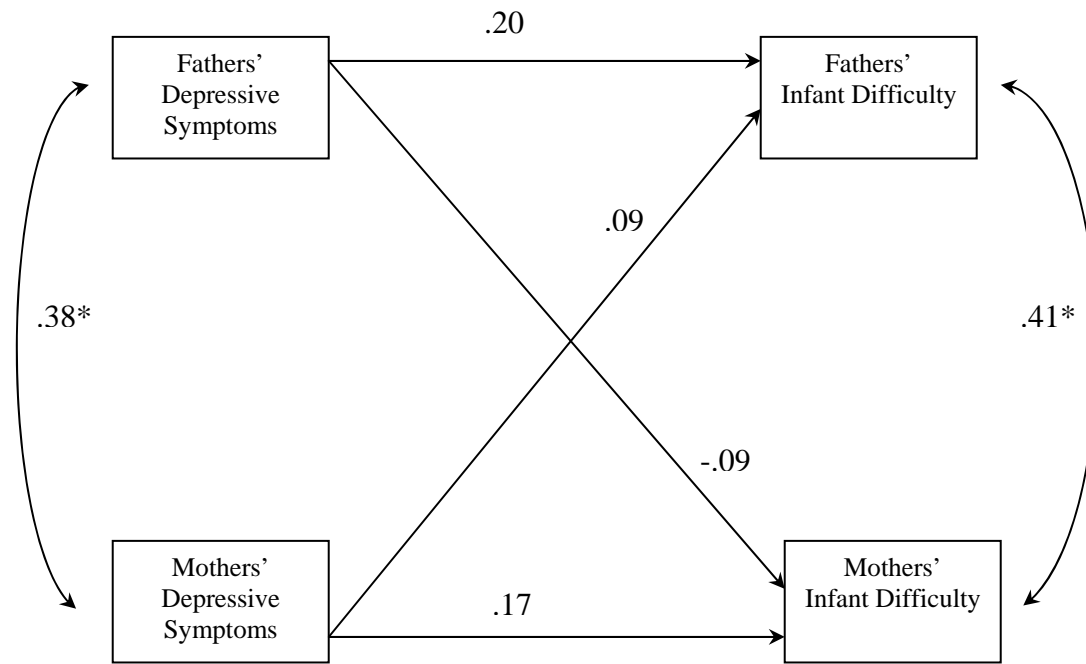 .20
Fathers’
Depressive
Symptoms
Fathers’
Infant Difficulty
.09
.38*
.41*
-.09
Mothers’
Depressive
Symptoms
.17
Mothers’
Infant Difficulty